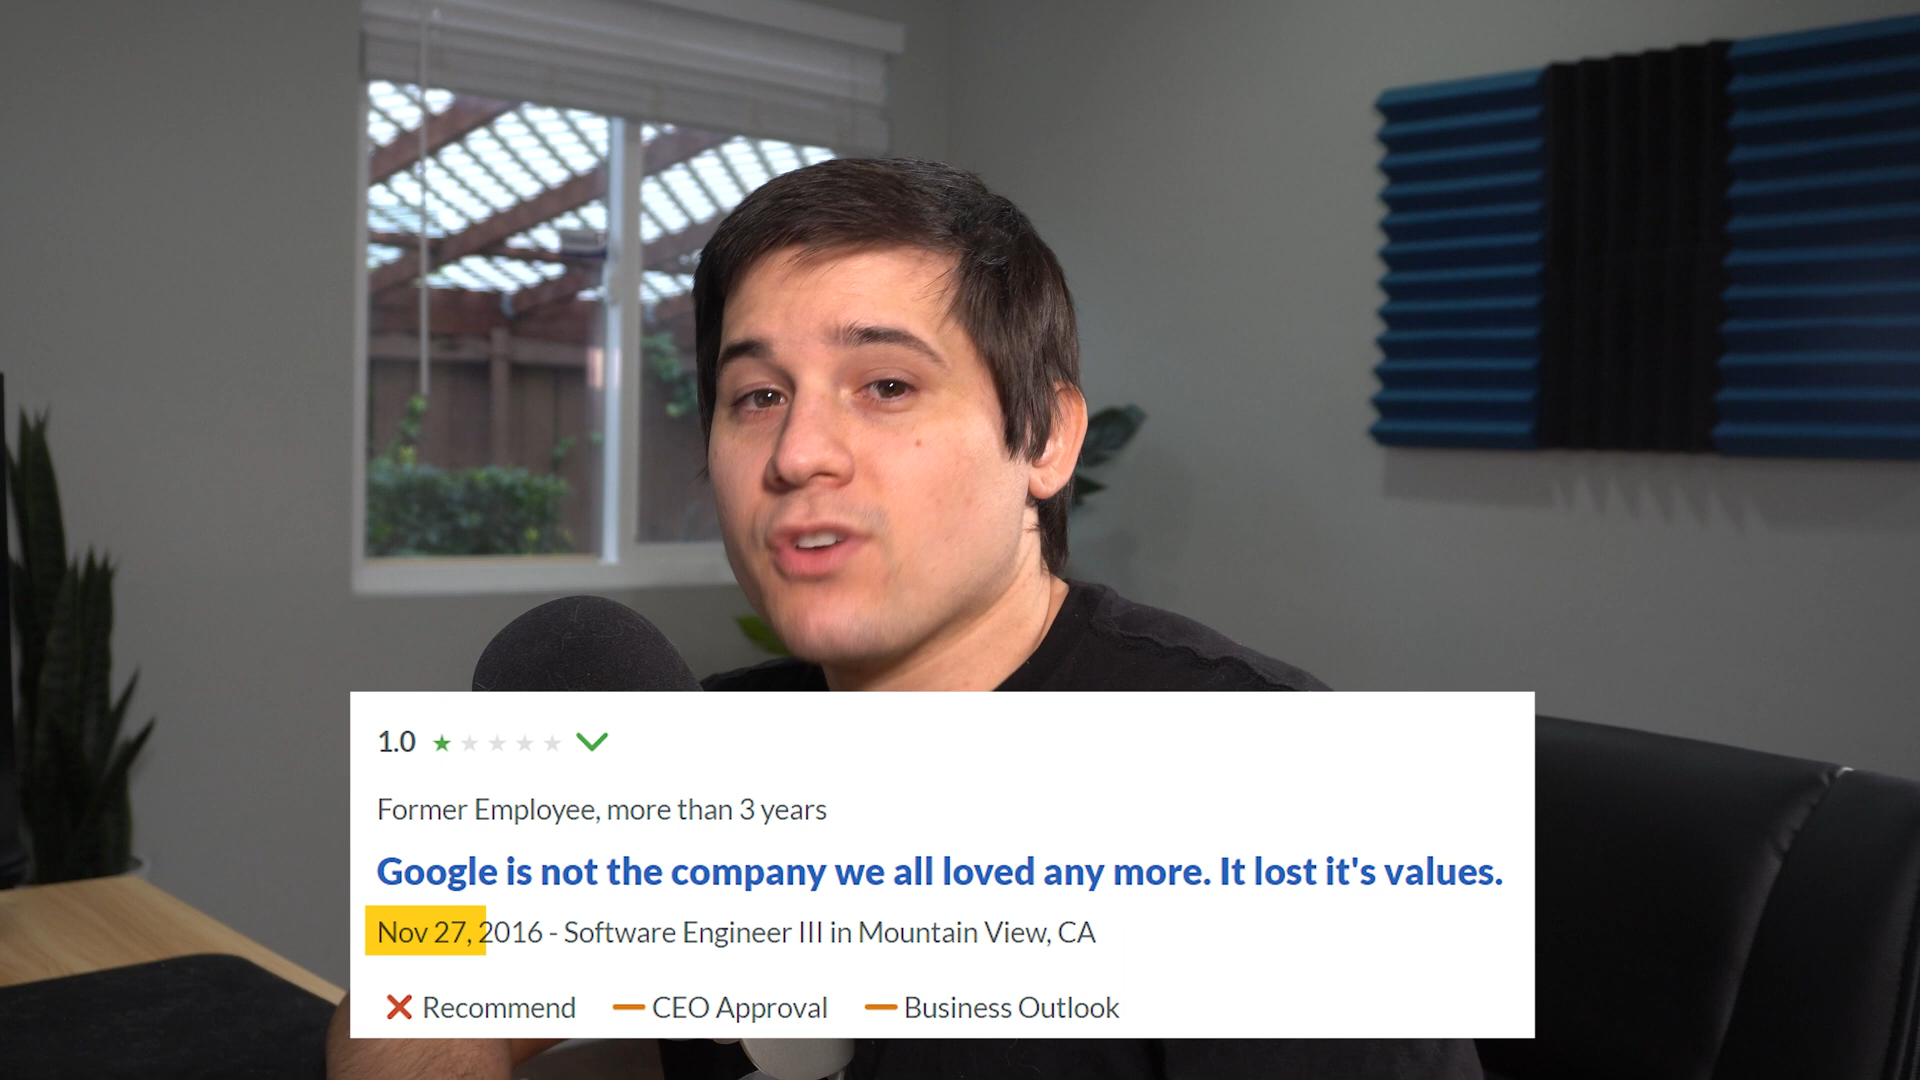 1.0
Former Employee, more than 3 years
Google is not the company we all loved any more. It lost it's values.
Nov 27, 2016 - Software Engineer III in Mountain View, CA
Recommend CEO Approval Business Outlook